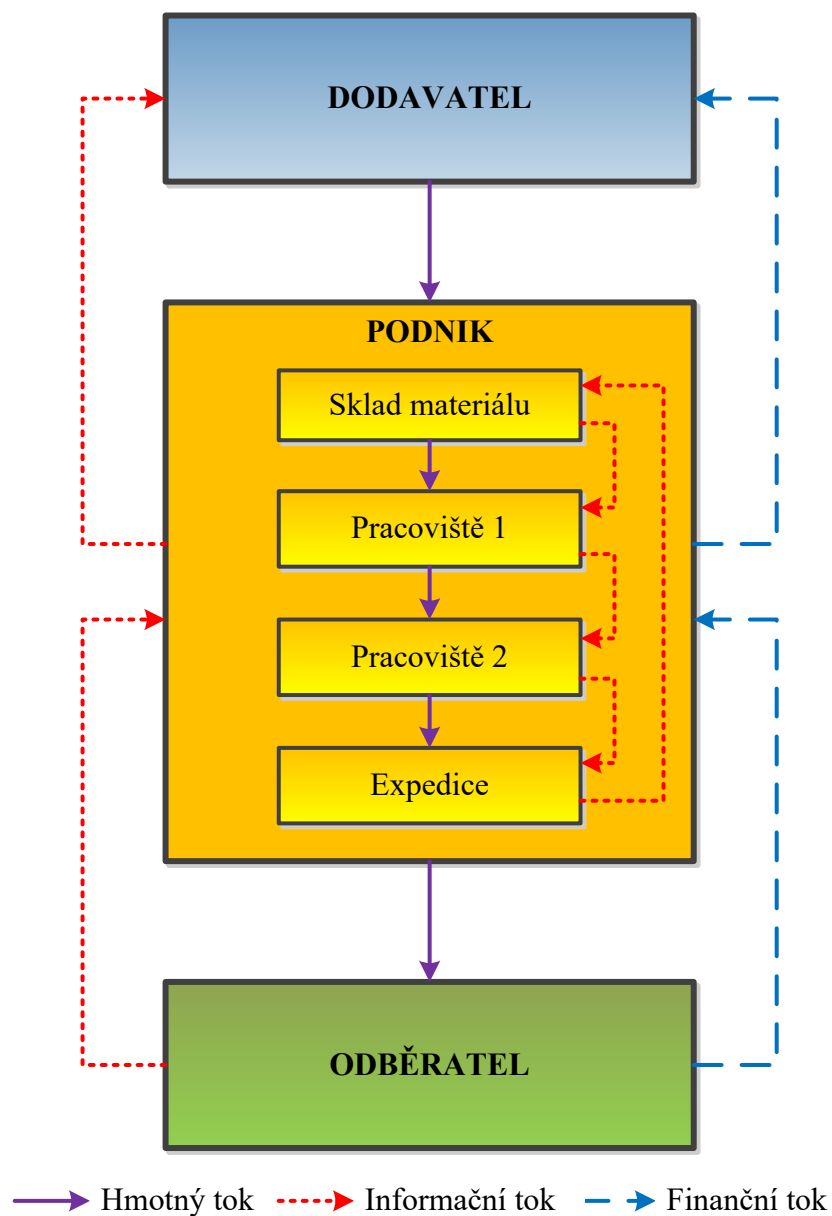 DODAVATEL
PODNIK
Sklad materiálu
Pracoviště 1
Pracoviště 2
Expedice
ODBĚRATEL
Hmotný tok Informační tok Finanční tok